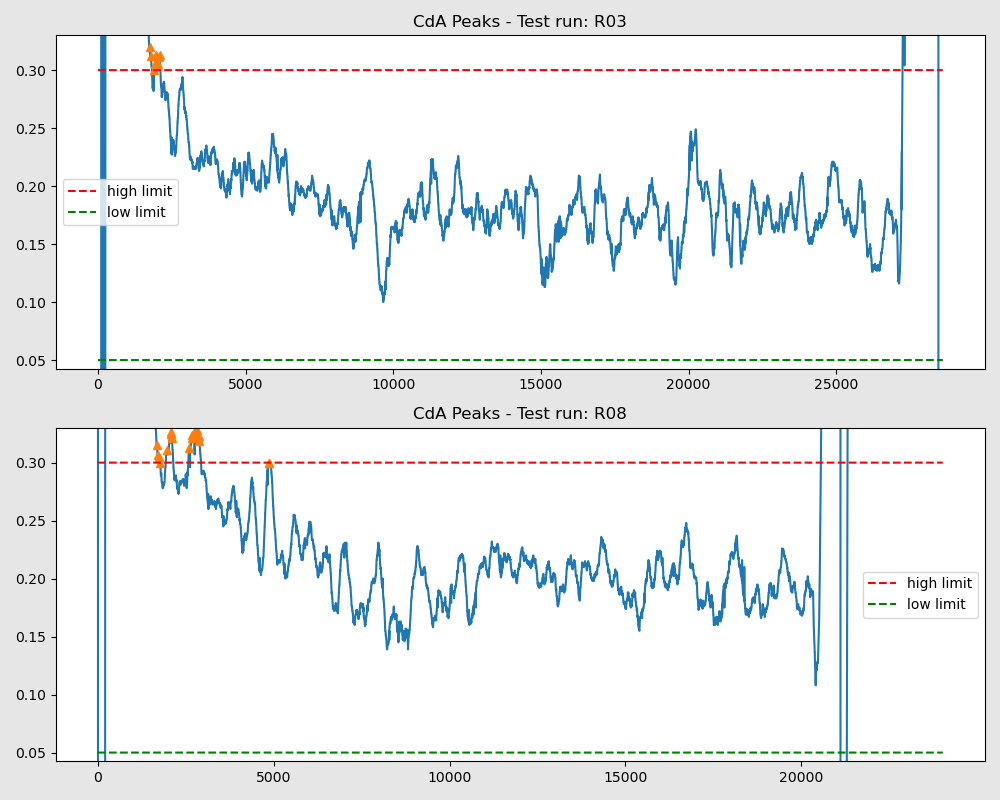 CdA Peaks - Test run: R03
0.30
0.25
0.20
0.15
0.10
0.05
high limit
low limit
0 5000 10000 15000 20000 25000
CdA Peaks - Test run: R08
0.30
0.25
0.20
0.15
0.10
0.05
high limit
low limit
0 5000 10000 15000 20000